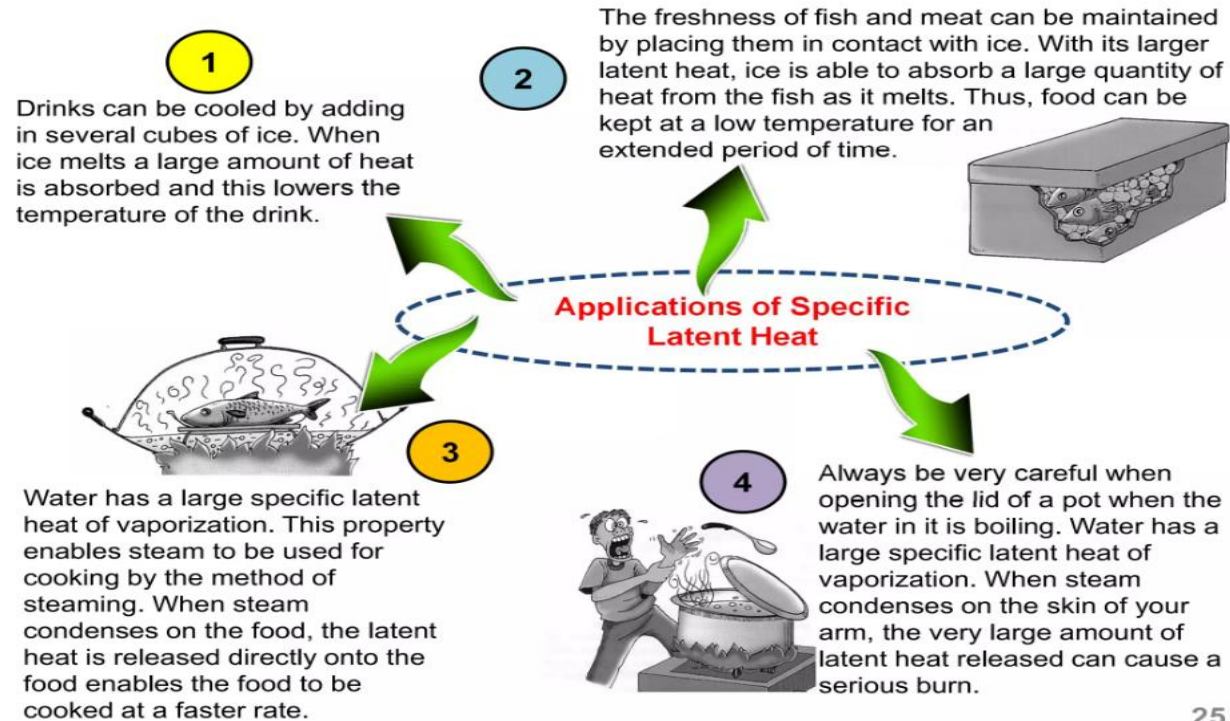 1
Drinks can be cooled by adding
in several cubes of ice. When
ice melts a large amount of heat
is absorbed and this lowers the
temperature of the drink.
2
The freshness of fish and meat can be maintained
by placing them in contact with ice. With its larger
latent heat, ice is able to absorb a large quantity of
heat from the fish as it melts. Thus, food can be
kept at a low temperature for an
extended period of time.
Applications of Specific
Latent Heat
3
Water has a large specific latent
heat of vaporization. This property
enables steam to be used for
cooking by the method of
steaming. When steam
condenses on the food, the latent
heat is released directly onto the
food enables the food to be
cooked at a faster rate.
4
Always be very careful when
opening the lid of a pot when the
water in it is boiling. Water has a
large specific latent heat of
vaporization. When steam
condenses on the skin of your
arm, the very large amount of
latent heat released can cause a
serious burn.
25